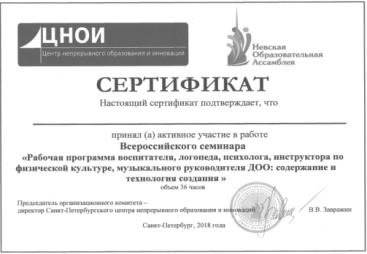 ЦНОИ
Центр непрерывного образования и инноваций
Невская
Образовательная
Ассамблея
СЕРТИФИКАТ
Настоящий сертификат подтверждает, что
принял (а) активное участие в работе
Всероссийского семинара
«Рабочая программа воспитателя, логопеда, психолога, инструктора по
физической культуре, музыкального руководителя ДОО: содержание и
технология создания »
объем 36 часов
Председатель организационного комитета –
директор Санкт-Петербургского центра непрерывного образования и инноваций
В.В. Завражин
Санкт-Петербург, 2018 года